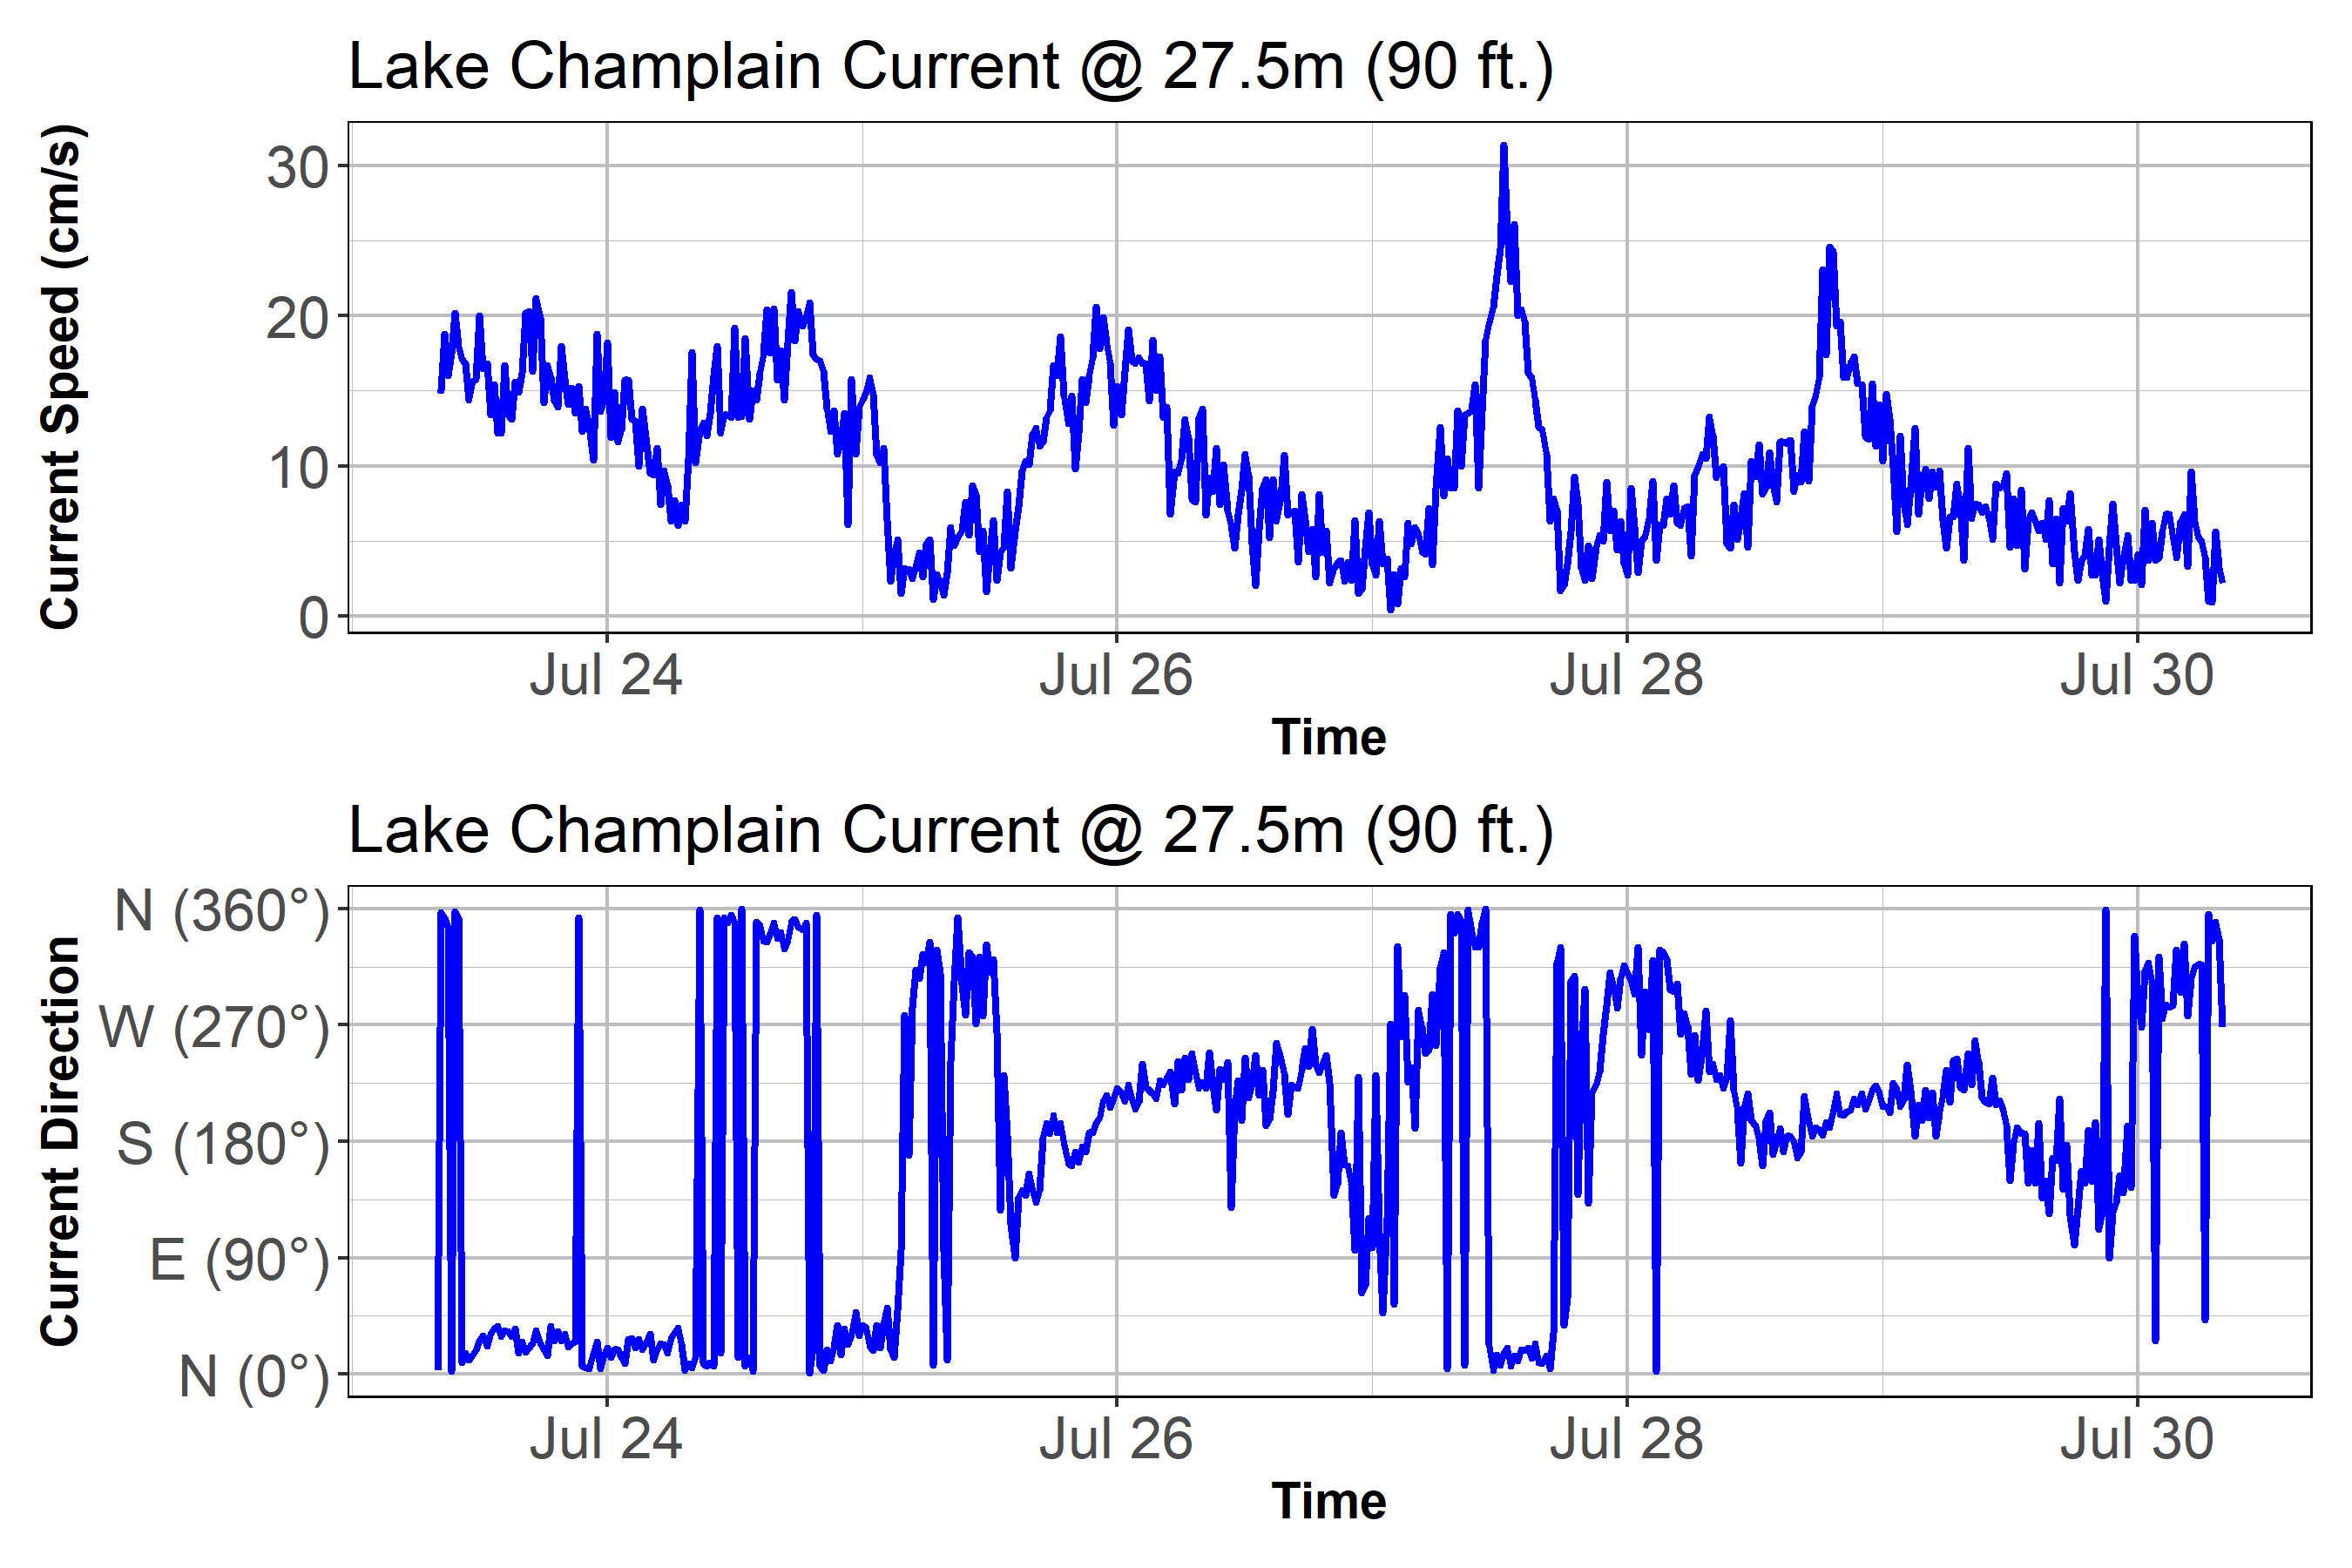 Lake Champlain Current @ 27.5m (90 ft.)
Current Speed (cm/s)
30
20
10
0
Jul 24 Jul 26 Jul 28 Jul 30
Time
Lake Champlain Current @ 27.5m (90 ft.)
Current Direction
N (360°)
W (270°)
S (180°)
E (90°)
N (0°)
Jul 24 Jul 26 Jul 28 Jul 30
Time